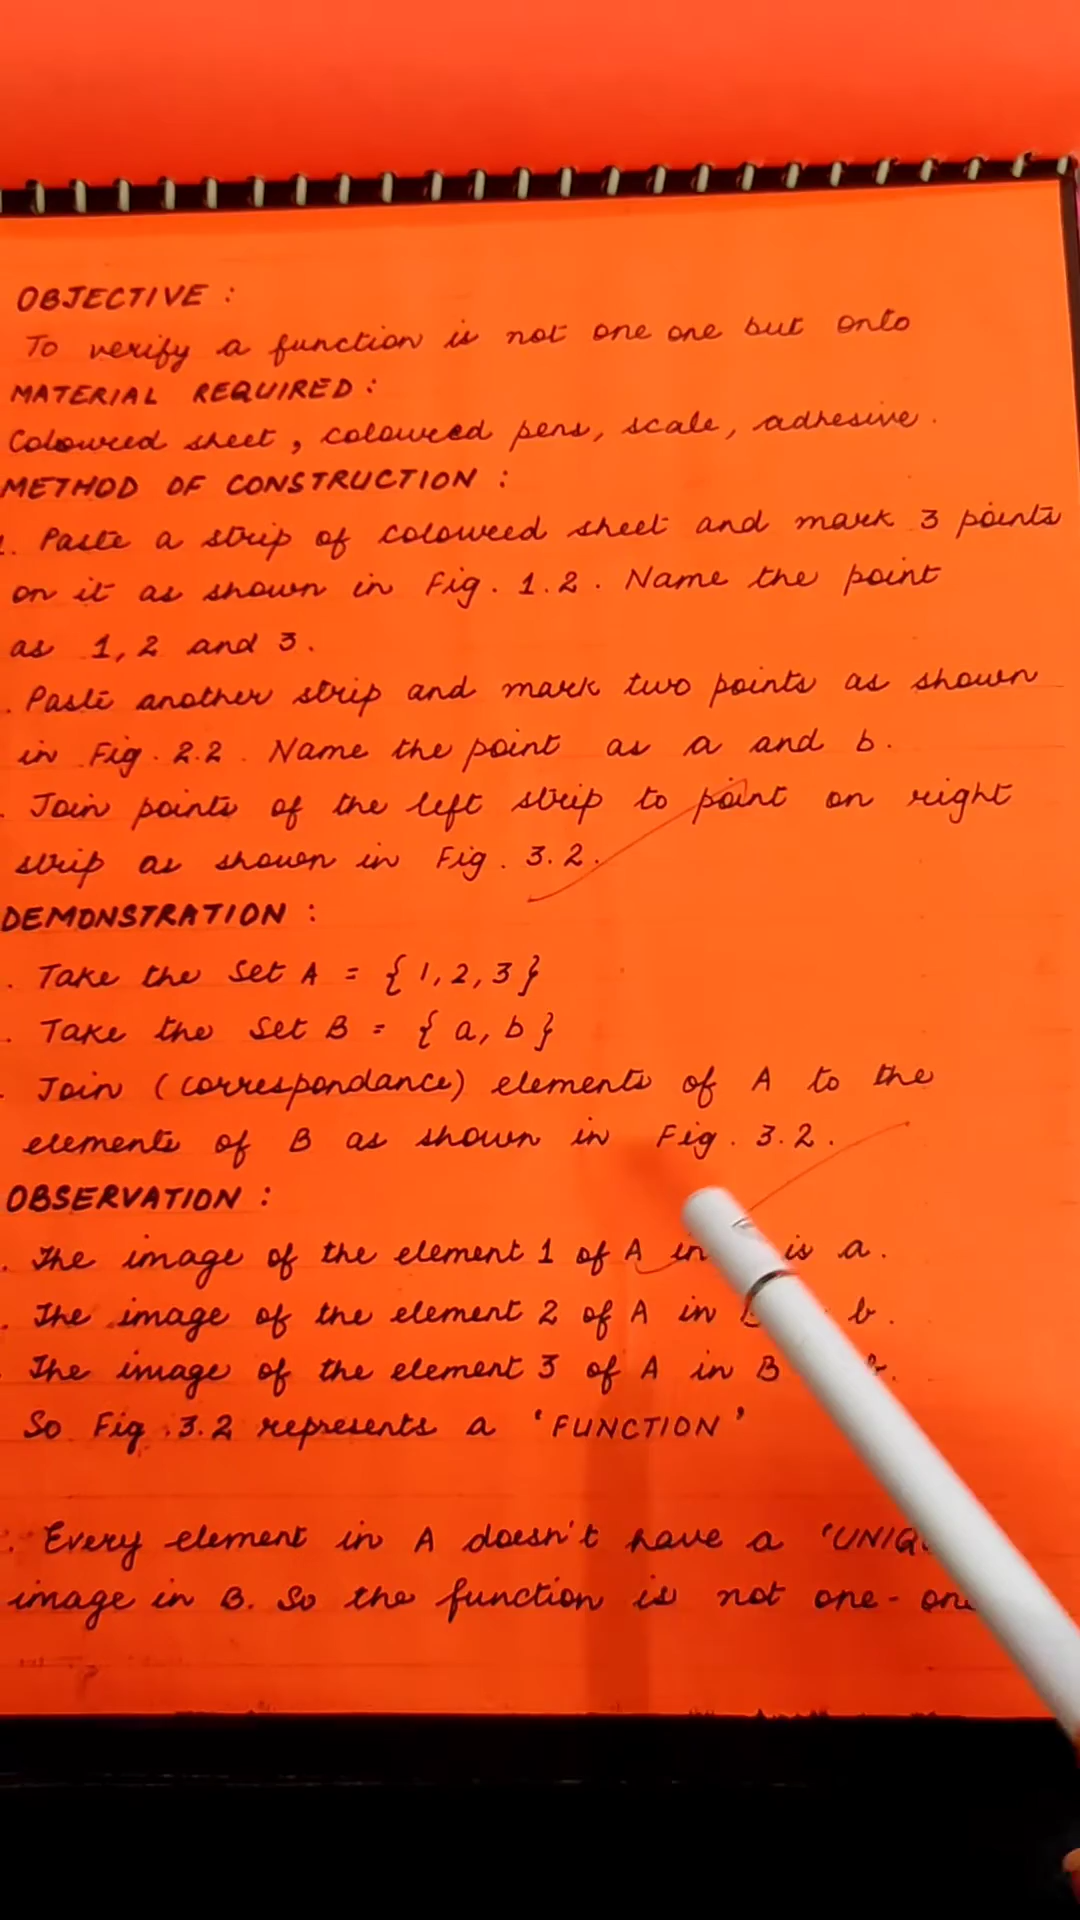 OBJECTIVE :
To verify a function is not one one but onto
MATERIAL REQUIRED :
Coloured sheet, coloured pens, scale, adhesive.
METHOD OF CONSTRUCTION :
. Paste a strip of coloured sheet and mark 3 points
on it as shown in Fig. 1.2. Name the point
as 1, 2 and 3.
. Paste another strip and mark two points as shown
in Fig. 2.2. Name the point as a and b.
. Join points of the left strip to point on right
strip as shown in Fig. 3.2.
DEMONSTRATION :
. Take the Set A = { 1, 2, 3 }
. Take the Set B = { a, b }
. Join (correspondance) elements of A to the
elements of B as shown in Fig. 3.2.
OBSERVATION :
. The image of the element 1 of A in is a.
. The image of the element 2 of A in b.
. The image of the element 3 of A in B
So Fig. 3.2 represents a 'FUNCTION'
. Every element in A doesn't have a
image in B. So the function is not one-